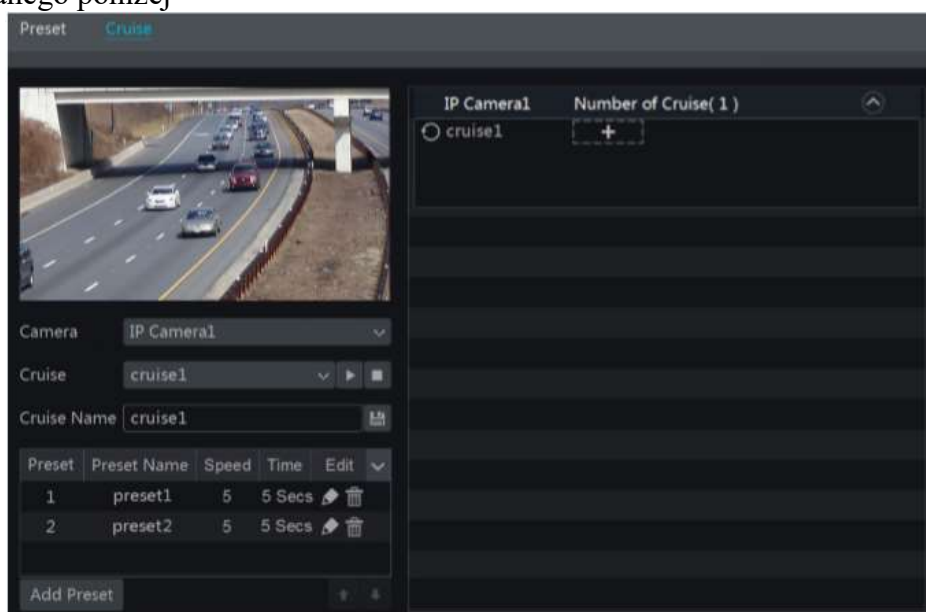 Preset Cruise
IP Camera1 Number of Cruise( 1 )
cruise1
Camera IP Camera1
Cruise cruise1
Cruise Name cruise1
Preset Preset Name Speed Time Edit
1 preset1 5 5 Secs
2 preset2 5 5 Secs
Add Preset